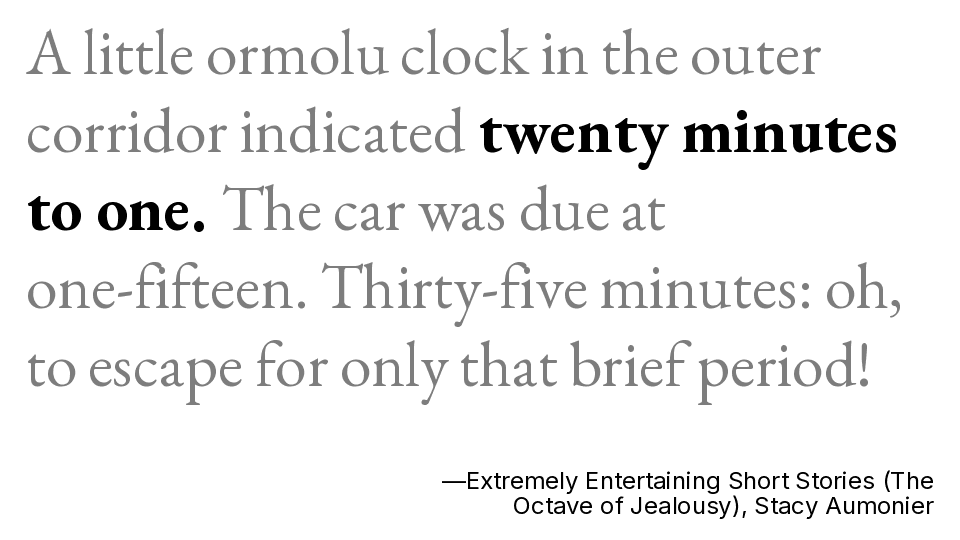 A little ormolu clock in the outer
corridor indicated twenty minutes
to one. The car was due at
one-fifteen. Thirty-five minutes: oh,
to escape for only that brief period!
—Extremely Entertaining Short Stories (The
Octave of Jealousy), Stacy Aumonier